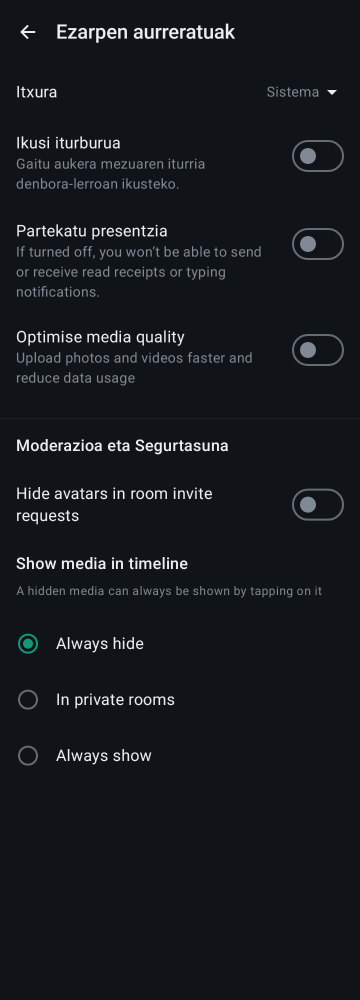 Ezarpen aurreratuak
Itxura
Sistema
Ikusi iturburua
Gaitu aukera mezuaren iturria
denbora-lerroan ikusteko.
Partekatu presentzia
If turned off, you won’t be able to send
or receive read receipts or typing
notifications.
Optimise media quality
Upload photos and videos faster and
reduce data usage
Moderazioa eta Segurtasuna
Hide avatars in room invite
requests
Show media in timeline
A hidden media can always be shown by tapping on it
Always hide
In private rooms
Always show